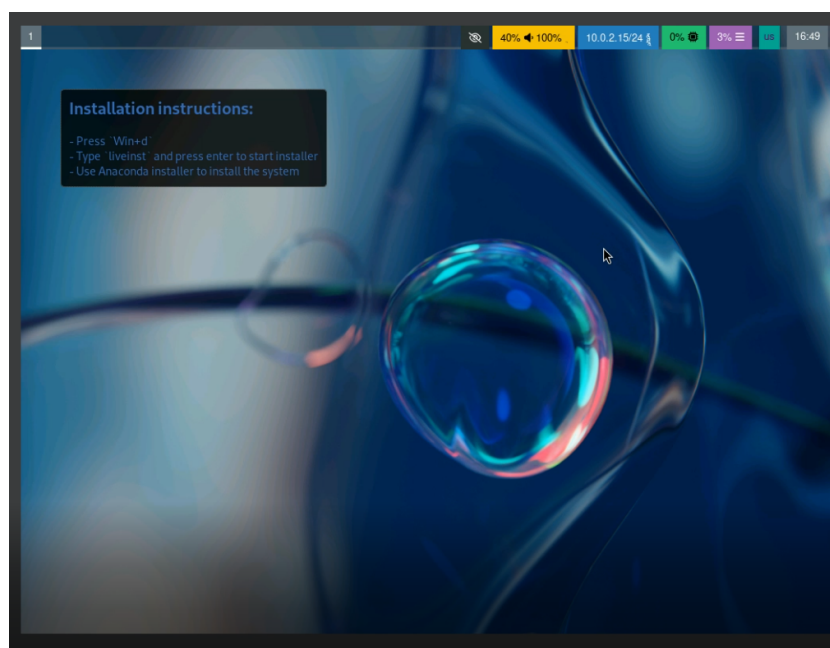 1
40% 100%
10.0.2.15/24
0%
3%
us
16:49
Installation instructions:
- Press `Win+d`
- Type `liveinst` and press enter to start installer
- Use Anaconda installer to install the system